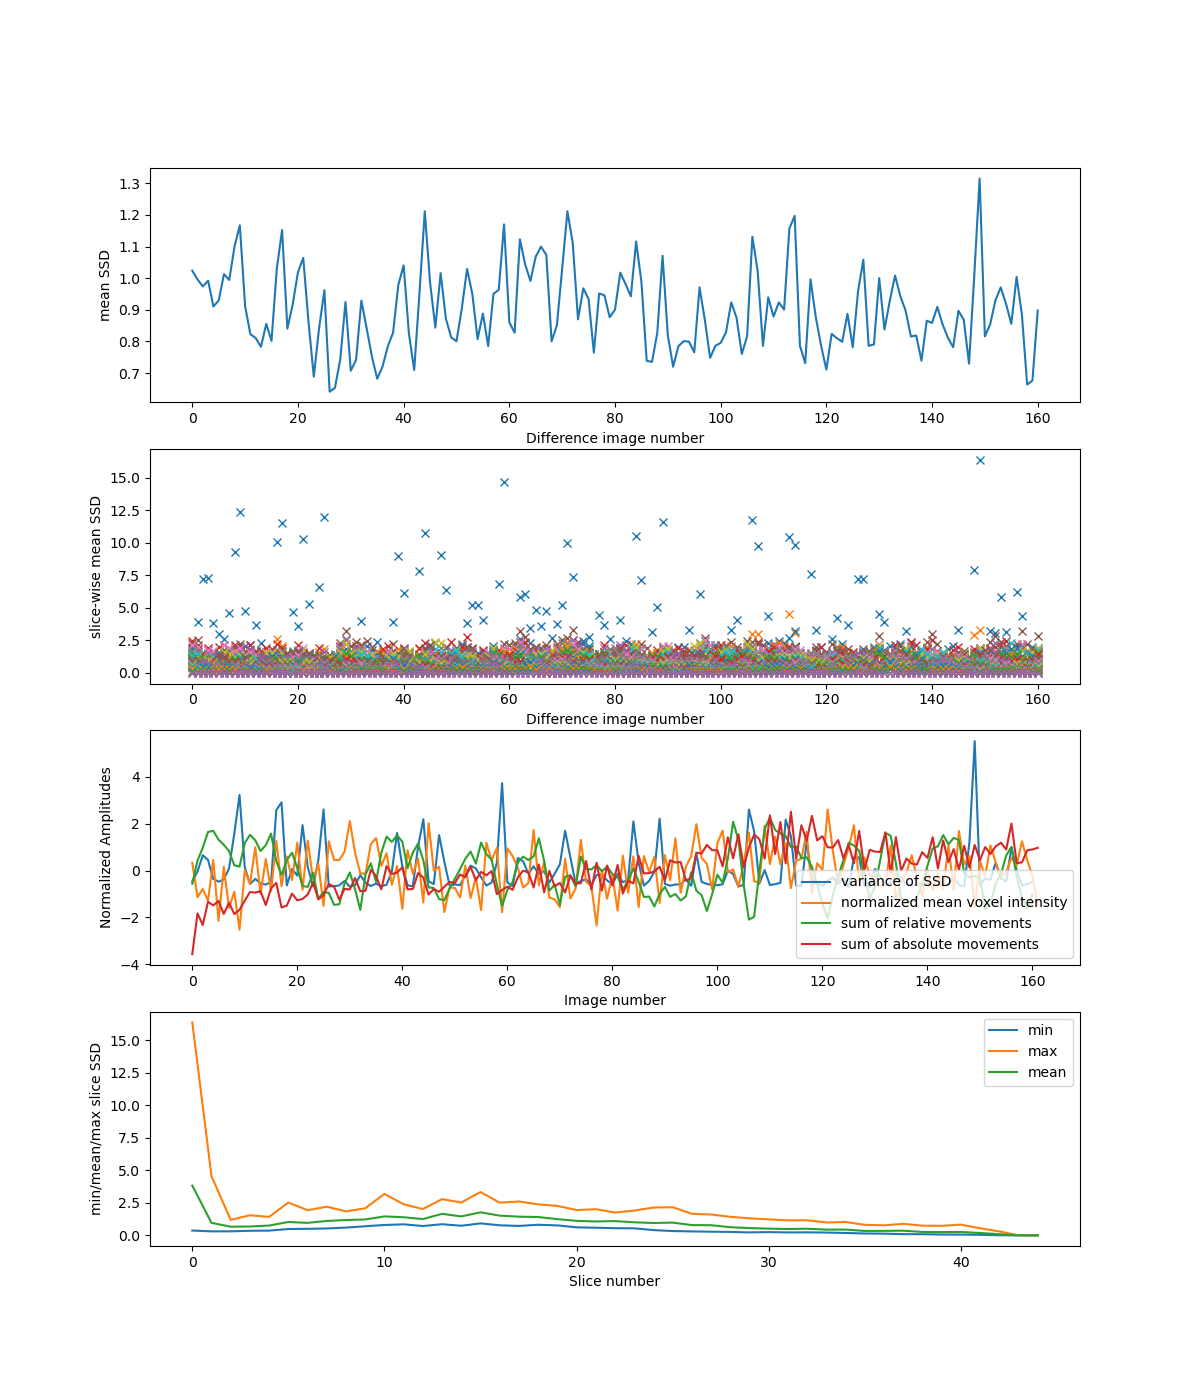 mean SSD
1.3
1.2
1.1
1.0
0.9
0.8
0.7
0 20 40 60 80 100 120 140 160
Difference image number
slice-wise mean SSD
15.0
12.5
10.0
7.5
5.0
2.5
0.0
0 20 40 60 80 100 120 140 160
Difference image number
Normalized Amplitudes
4
2
0
−2
−4
variance of SSD
normalized mean voxel intensity
sum of relative movements
sum of absolute movements
0 20 40 60 80 100 120 140 160
Image number
min/mean/max slice SSD
15.0
12.5
10.0
7.5
5.0
2.5
0.0
min
max
mean
0 10 20 30 40
Slice number